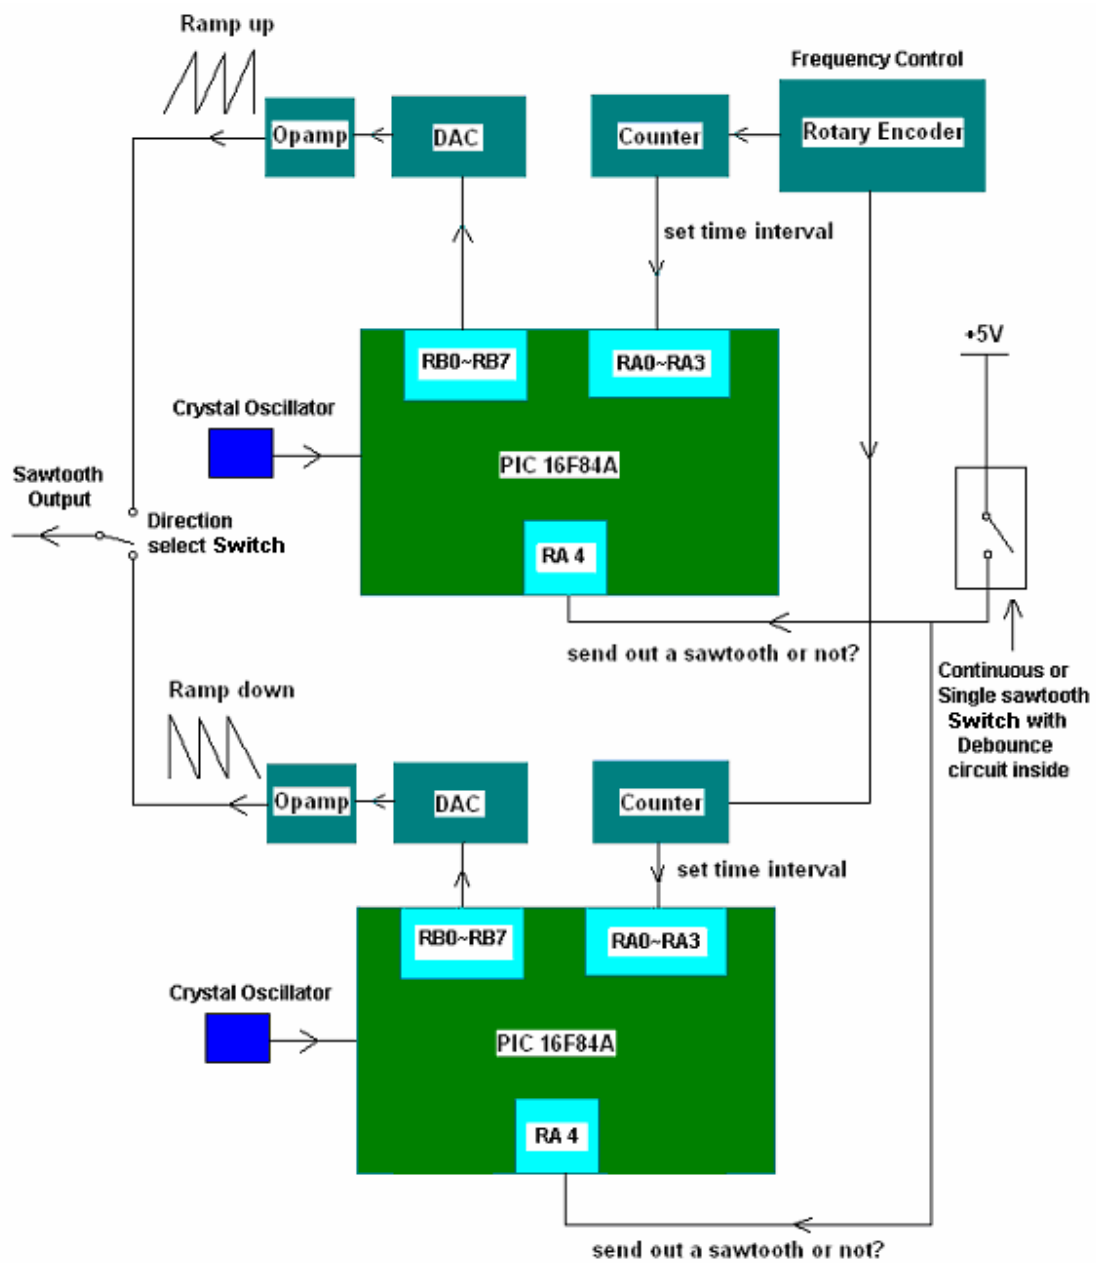 Ramp up
Frequency Control
Opamp
DAC
Counter
Rotary Encoder
set time interval
+5V
RB0~RB7
RA0~RA3
Crystal Oscillator
PIC 16F84A
Sawtooth
Output
Direction
select Switch
RA 4
send out a sawtooth or not?
Continuous or
Single sawtooth
Switch with
Debounce
circuit inside
Ramp down
Opamp
DAC
Counter
set time interval
RB0~RB7
RA0~RA3
Crystal Oscillator
PIC 16F84A
RA 4
send out a sawtooth or not?